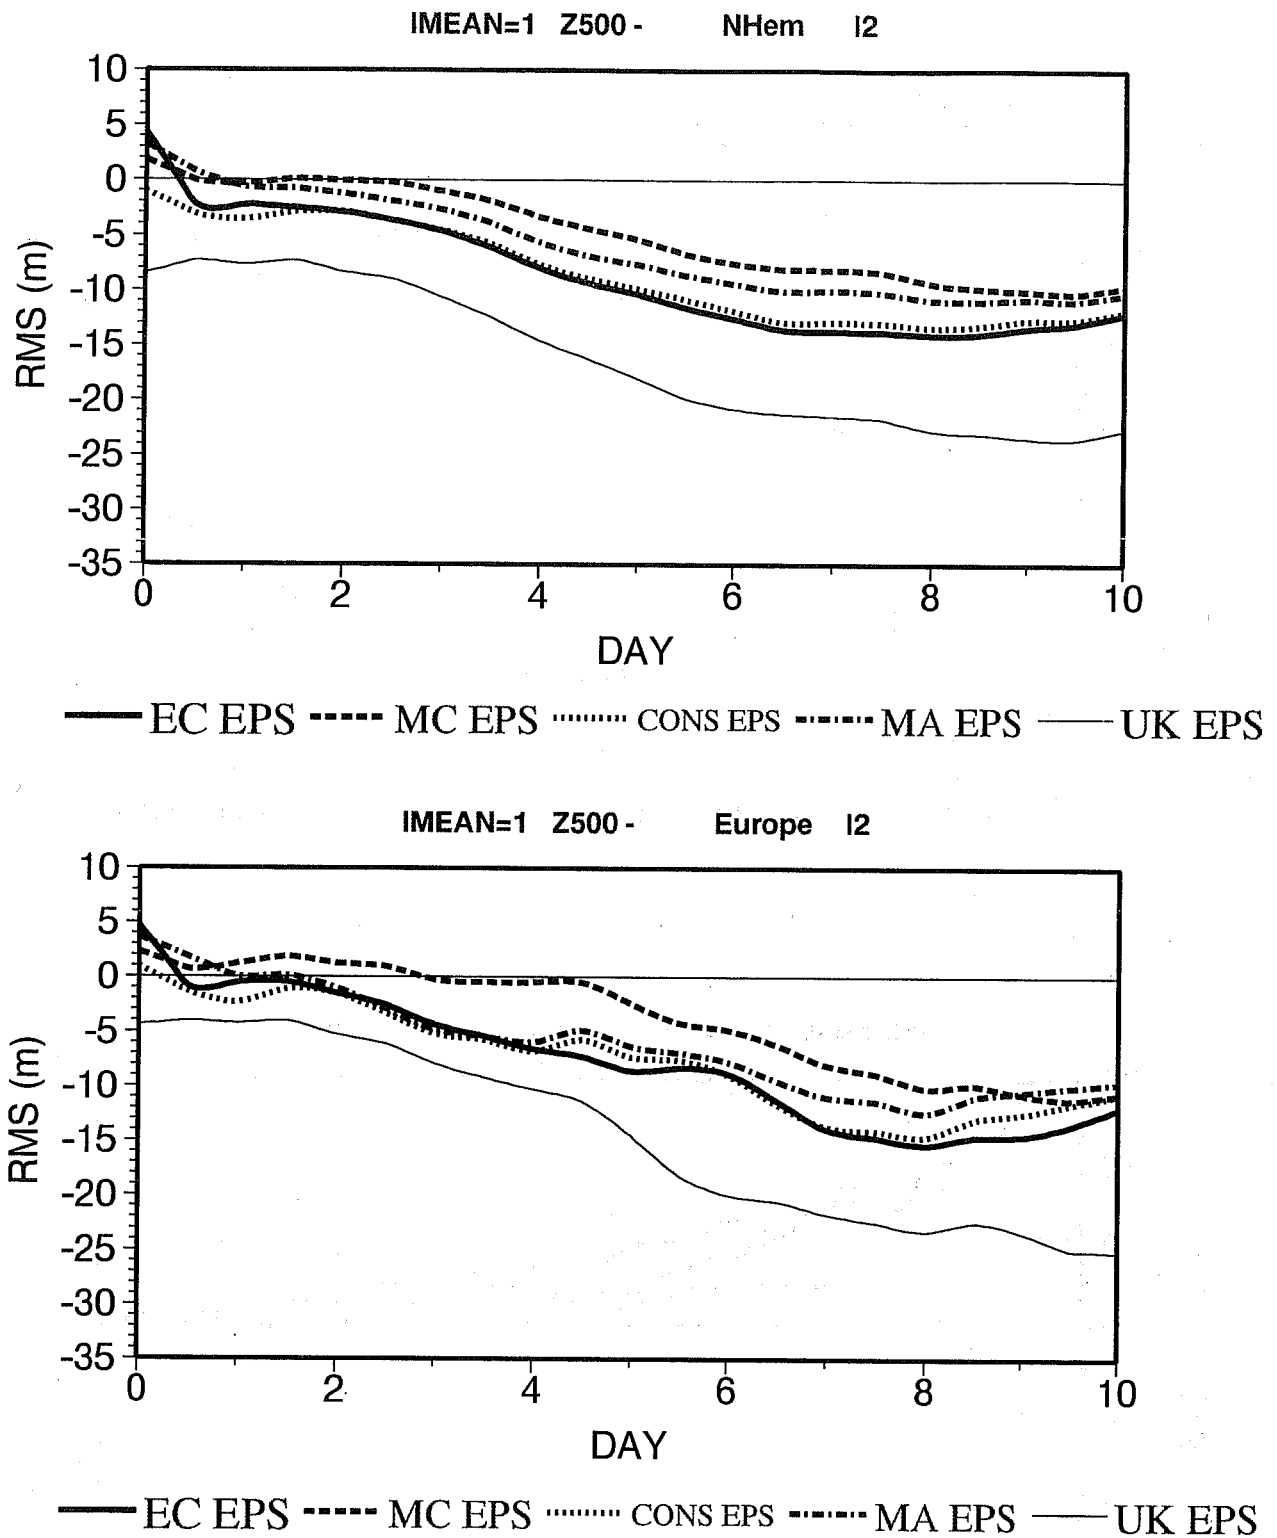 IMEAN=1 Z500 - NHem I2
10
5
0
-5
-10
-15
-20
-25
-30
-35
RMS (m)
0 2 4 6 8 10
DAY
EC EPS MC EPS CONS EPS MA EPS UK EPS
IMEAN=1 Z500 - Europe I2
10
5
0
-5
-10
-15
-20
-25
-30
-35
RMS (m)
0 2 4 6 8 10
DAY
EC EPS MC EPS CONS EPS MA EPS UK EPS